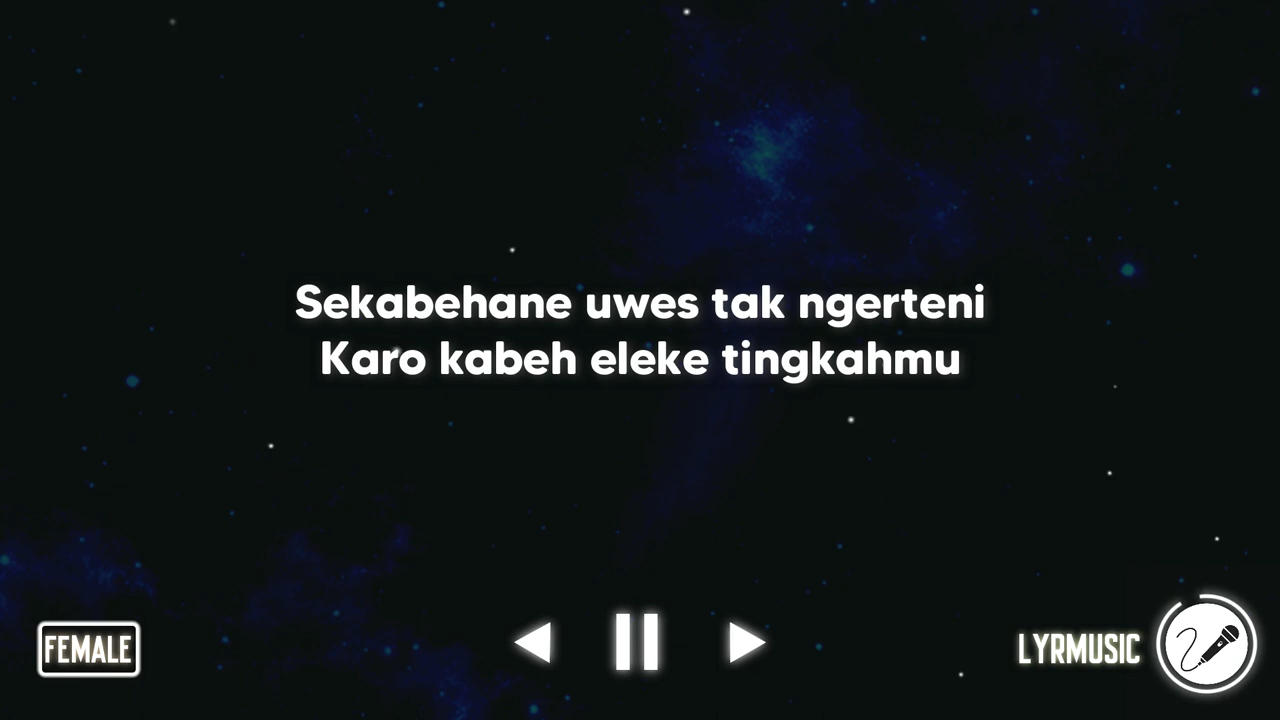 Sekabehane uwes tak ngerteni
Karo kabeh eleke tingkahmu
FEMALE
LYRMUSIC